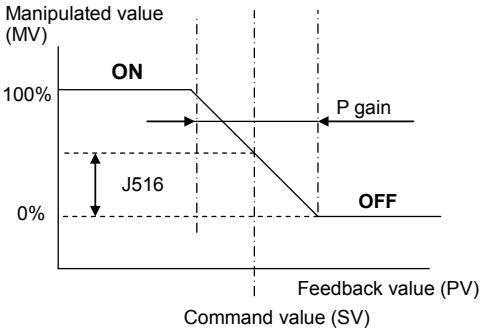 Manipulated value
(MV)
ON
100%
P gain
J516
OFF
0%
Feedback value (PV)
Command value (SV)